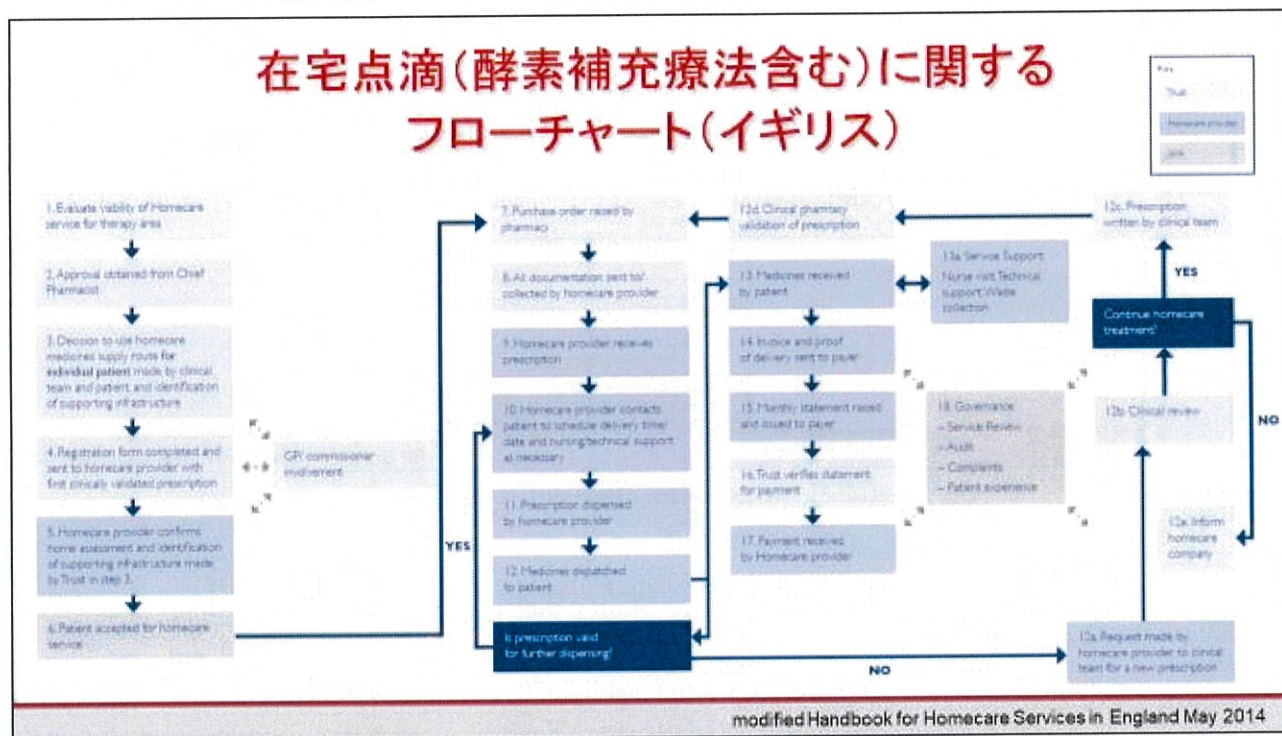 在宅点滴(酵素補充療法含む)に関する
フローチャート(イギリス)
Key
Trust
Homecare provider
1. Evaluate viability of Homecare
service for therapy area
2. Approval obtained from Chief
Pharmacist
3. Decision to use homecare
medicines supply route for
individual patient made by clinical
team and patient, and identification
of supporting infrastructure
4. Registration form completed and
sent to homecare provider with
first clinically validated prescription
5. Homecare provider confirms
home assessment and identification
of supporting infrastructure made
by Trust in step 3.
6. Patient accepted for homecare
service
GP/ commissioner
involvement
7. Purchase order raised by
pharmacy
8. All documentation sent to/
collected by homecare provider
9. Homecare provider receives
prescription
10. Homecare provider contacts
patient to schedule delivery time/
date and nursing/technical support
as necessary
11. Prescription dispensed
by homecare provider
12. Medicines dispatched
to patient
Is prescription valid
for further dispensing?
YES
NO
12a. Request made by
homecare provider to clinical
team for a new prescription
12b. Clinical review
Continue homecare
treatment?
YES
NO
12c. Prescription
written by clinical team
12d. Clinical pharmacy
validation of prescription
12e. Inform
homecare
company
13. Medicines received
by patient
13a. Service Support:
Nurse visit, Technical
support, Waste
collection
14. Invoice and proof
of delivery sent to payer
15. Monthly statement raised
and issued to payer
16. Trust verifies statement
for payment
17. Payment received
by Homecare provider
18. Governance
– Service Review
– Audit
– Complaints
– Patient experience
modified Handbook for Homecare Services in England May 2014